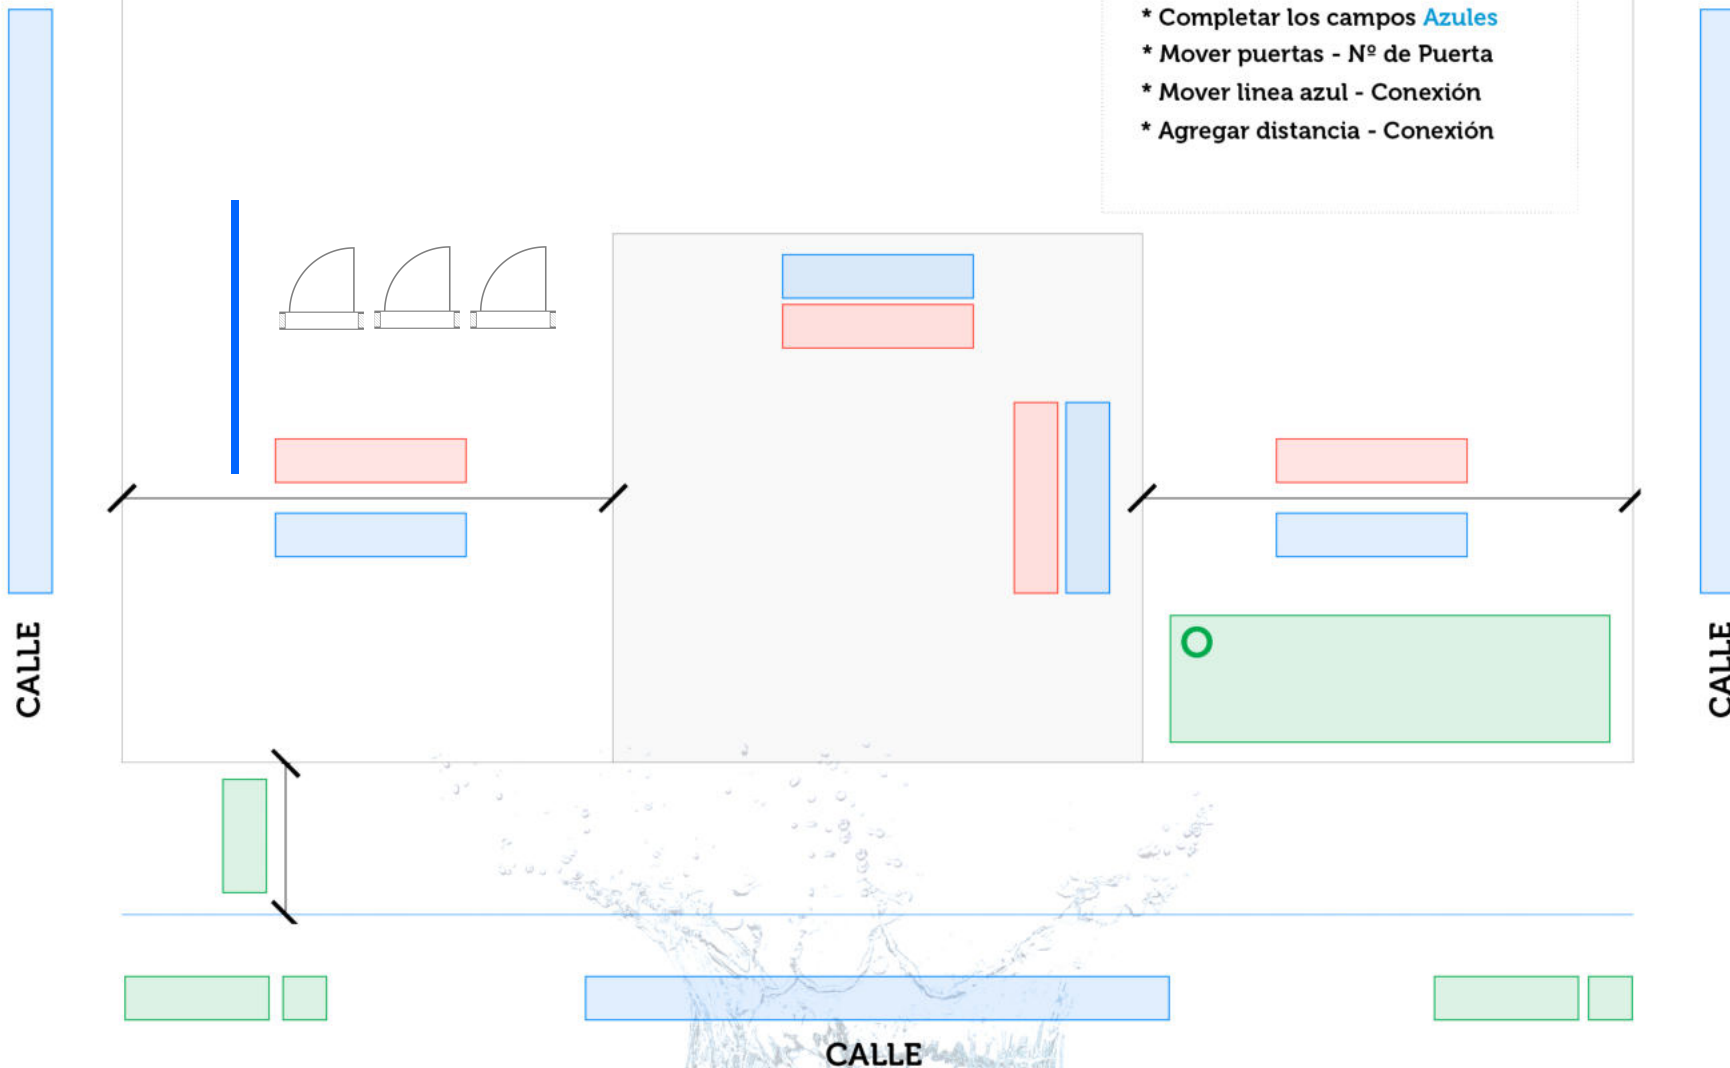 * Completar los campos Azules
* Mover puertas - Nº de Puerta
* Mover linea azul - Conexión
* Agregar distancia - Conexión
CALLE
CALLE
CALLE